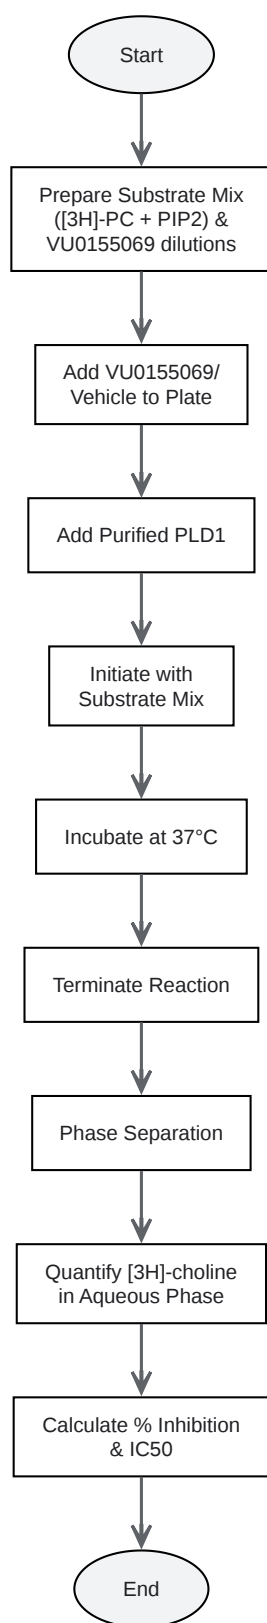 Start
Prepare Substrate Mix
([3H]-PC + PIP2) &
VU0155069 dilutions
Add VU0155069/
Vehicle to Plate
Add Purified PLD1
Initiate with
Substrate Mix
Incubate at 37°C
Terminate Reaction
Phase Separation
Quantify [3H]-choline
in Aqueous Phase
Calculate % Inhibition
& IC50
End